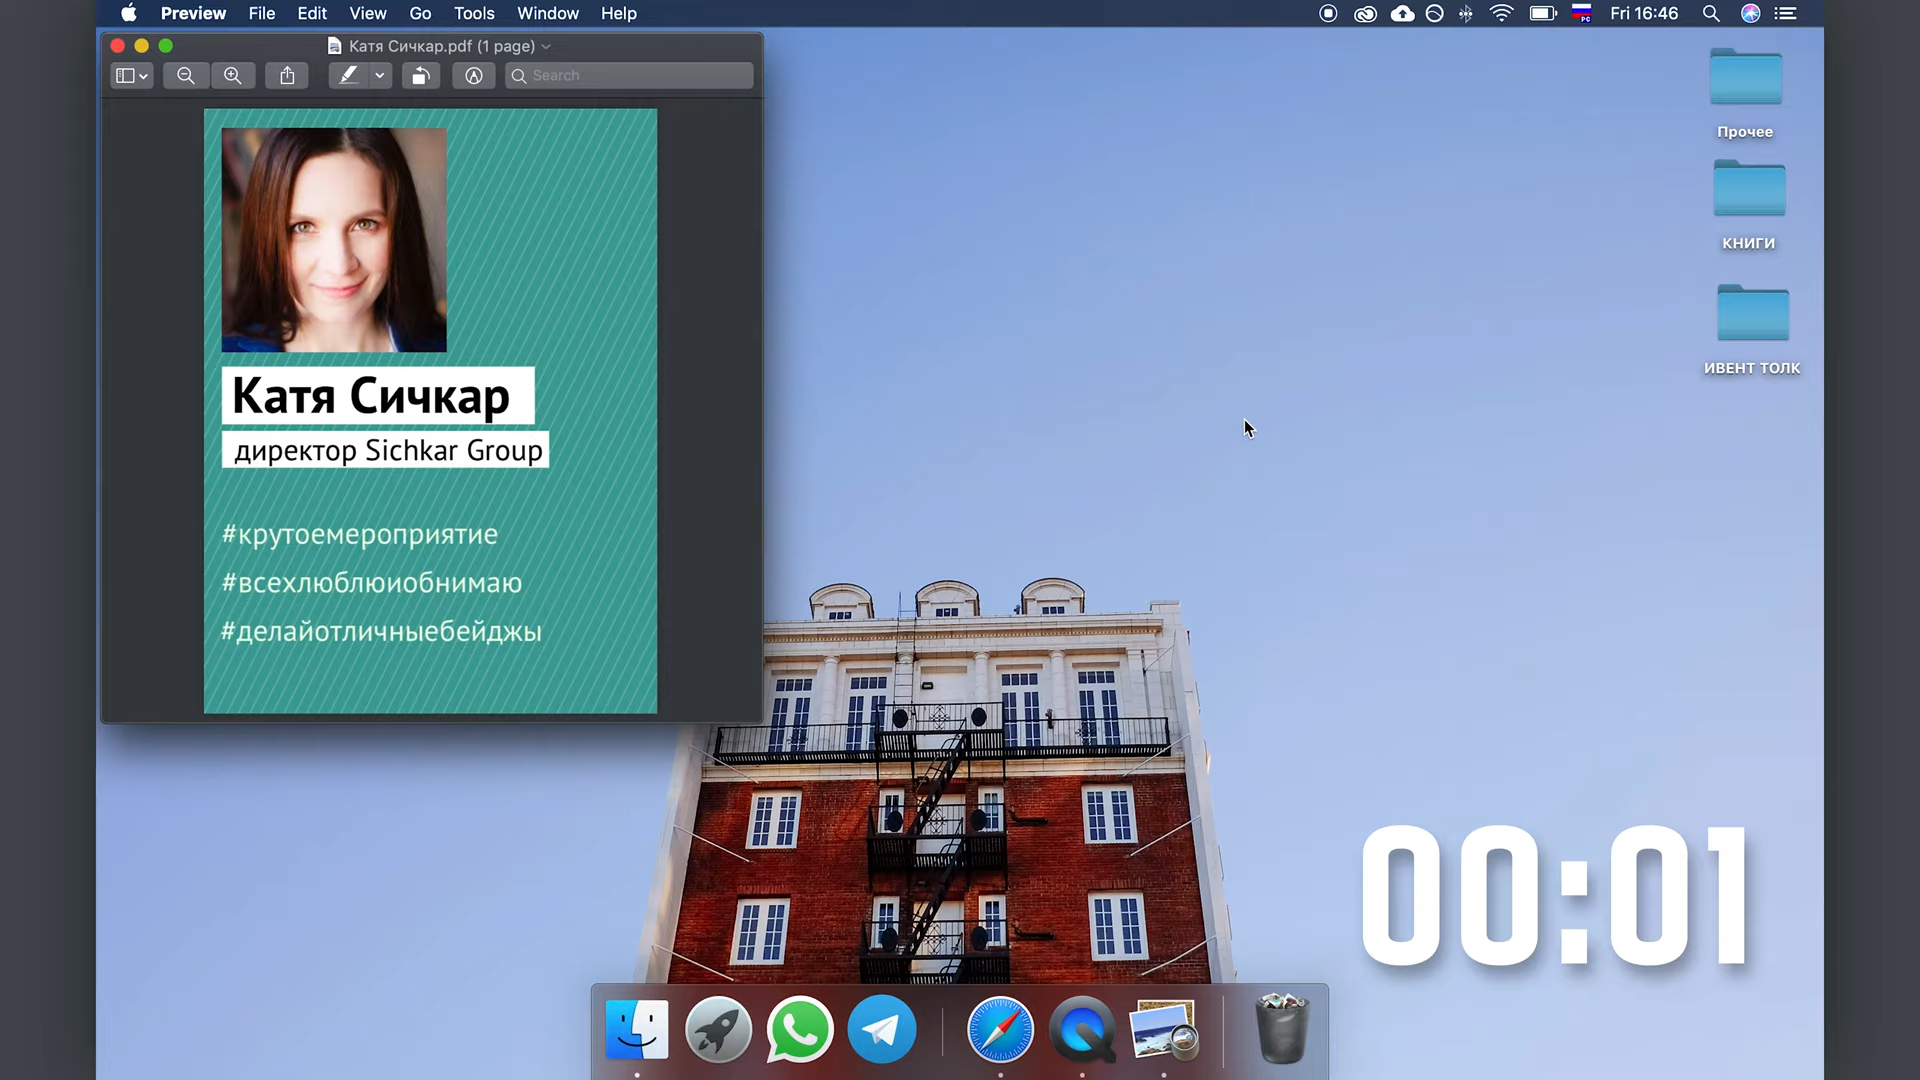 Preview File Edit View Go Tools Window Help
РС Fri 16:46
Катя Сичкар.pdf (1 page)
Search
Катя Сичкар
директор Sichkar Group
#крутоемероприятие
#всехлюблюиобнимаю
#делайотличныебейджы
Прочее
КНИГИ
ИВЕНТ ТОЛК
00:01